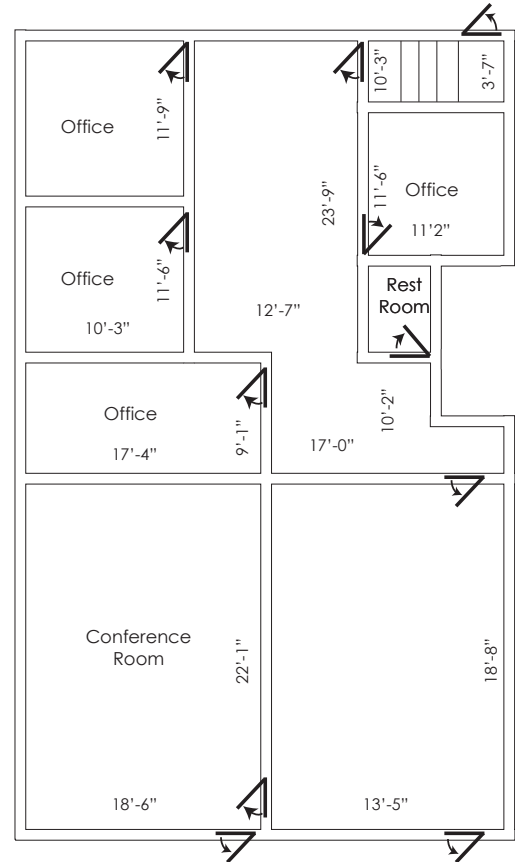 10'-3”
3'-7”
Office
11'-9”
11'-6”
Office
11'2”
23'-9”
Office
11'-6”
10'-3”
12'-7”
Rest
Room
Office
17'-4”
9'-1”
10'-2”
17'-0”
Conference
Room
22'-1”
18'-8”
18'-6”
13'-5”